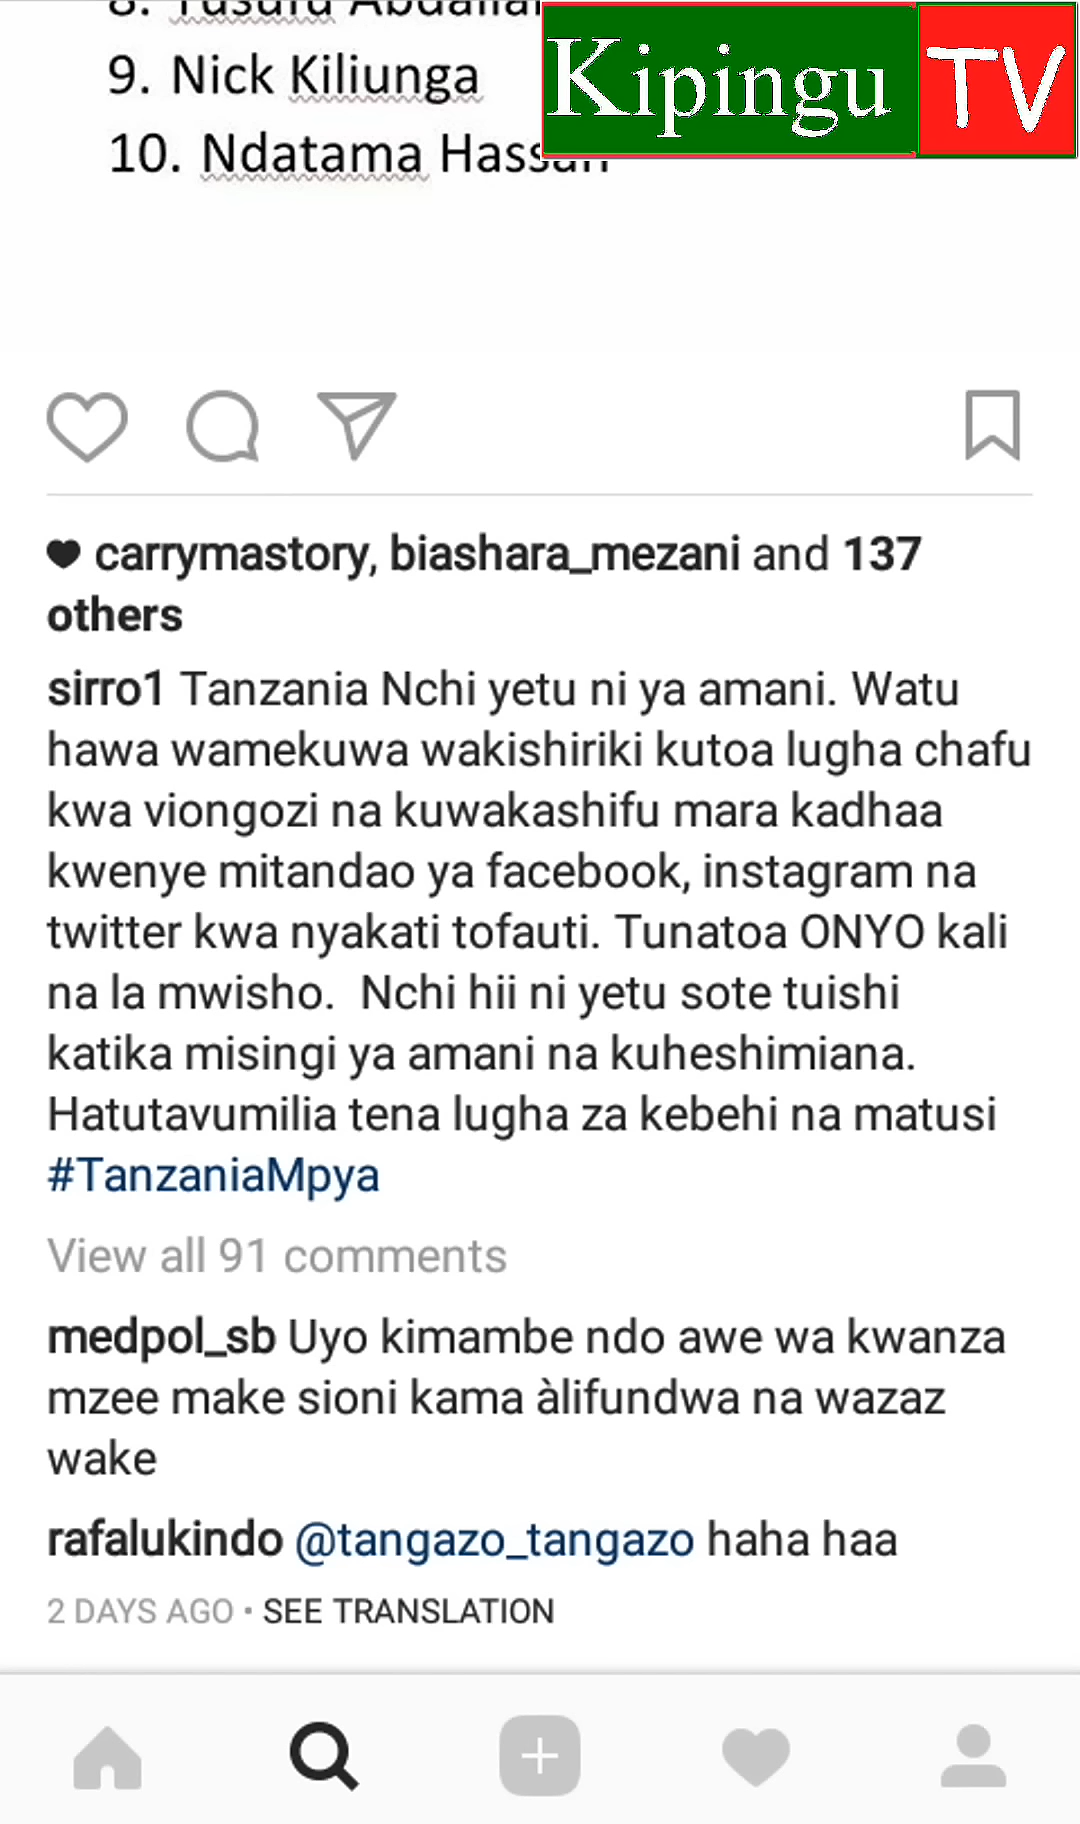 8. Yusufu Abdallah
Kipingu TV
9. Nick Kiliunga
10. Ndatama Hassan
carrymastory, biashara_mezani and 137
others
sirro1 Tanzania Nchi yetu ni ya amani. Watu
hawa wamekuwa wakishiriki kutoa lugha chafu
kwa viongozi na kuwakashifu mara kadhaa
kwenye mitandao ya facebook, instagram na
twitter kwa nyakati tofauti. Tunatoa ONYO kali
na la mwisho.  Nchi hii ni yetu sote tuishi
katika misingi ya amani na kuheshimiana.
Hatutavumilia tena lugha za kebehi na matusi
#TanzaniaMpya
View all 91 comments
medpol_sb Uyo kimambe ndo awe wa kwanza
mzee make sioni kama àlifundwa na wazaz
wake
rafalukindo @tangazo_tangazo haha haa
2 DAYS AGO • SEE TRANSLATION